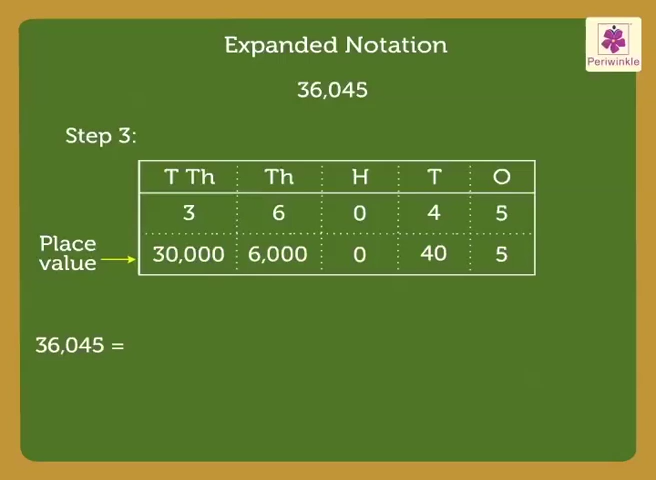 Expanded Notation
Periwinkle
36,045
Step 3:
T Th Th H T O
3 6 0 4 5
Place value
30,000 6,000 0 40 5
36,045 =